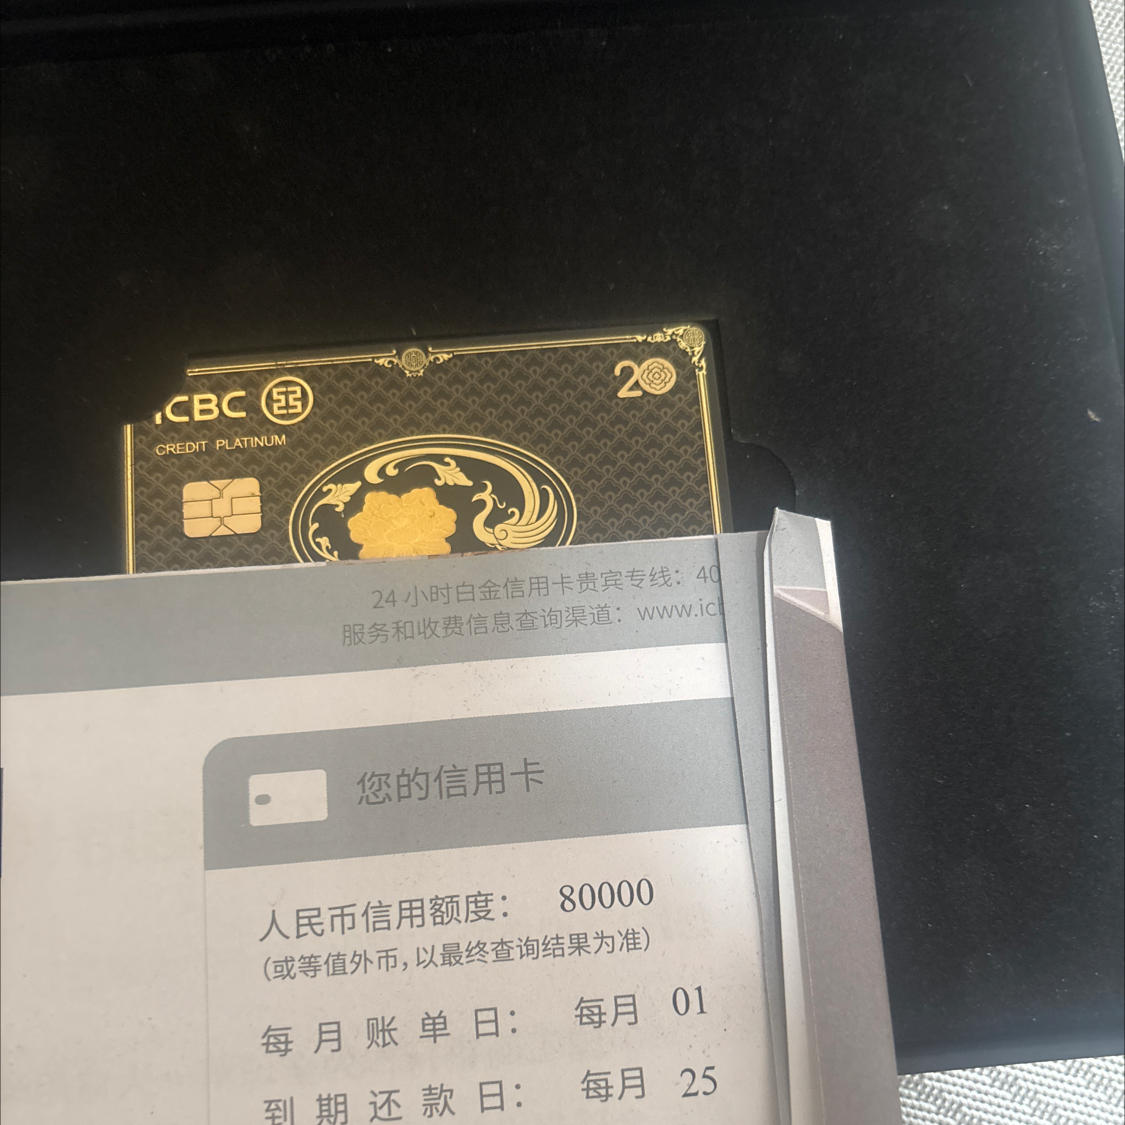 ICBC
20
CREDIT PLATINUM
24 小时白金信用卡贵宾专线：40
服务和收费信息查询渠道：www.ic
您的信用卡
人民币信用额度： 80000
（或等值外币，以最终查询结果为准）
每月账单日： 每月 01
到期还款日： 每月 25